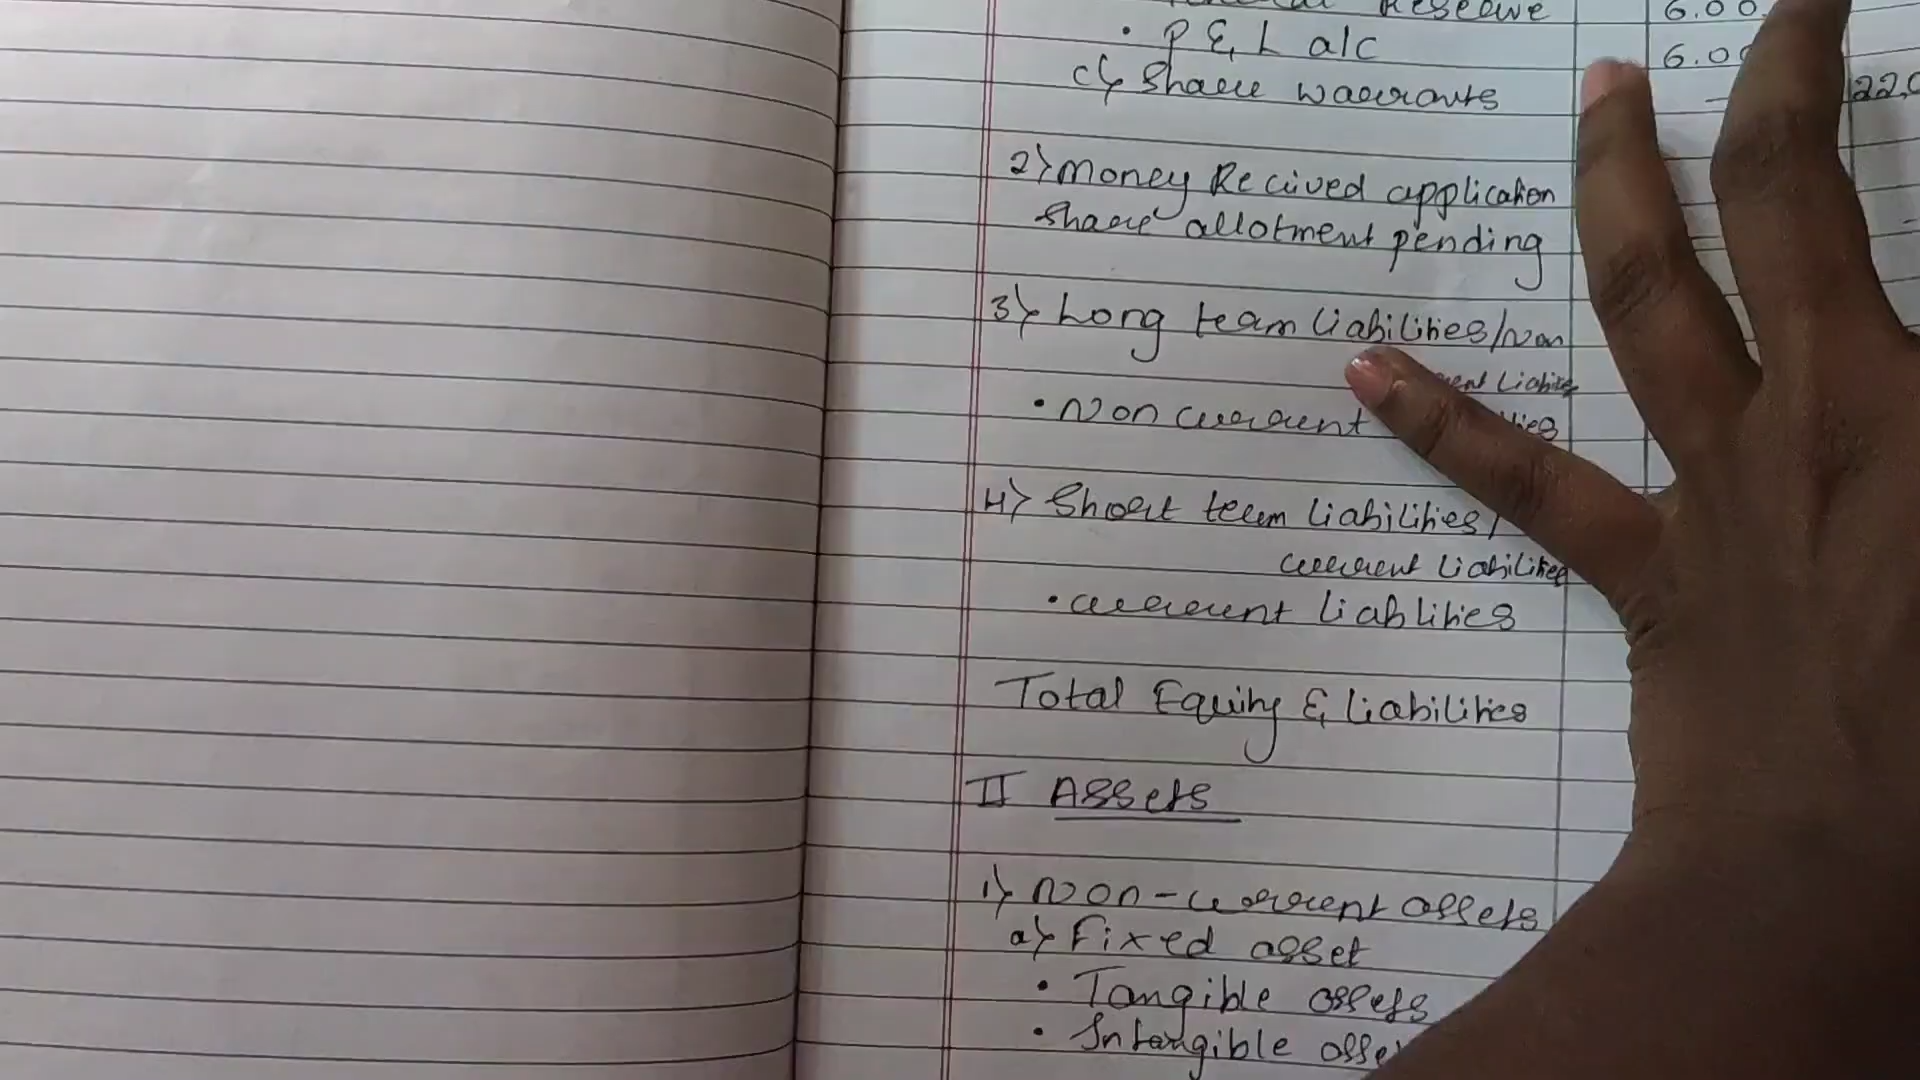 Reserve 6.00
• P & L a/c 6.00
c) Share warrants - 22,0
2) Money Recived application
share allotment pending
3) Long team liabilities/Non
• Non current
4) Short term liabilities/
current liabilities
• current liablities
Total Equity & liabilities
II Assets
1) Non-current assets
a) Fixed asset
• Tangible assets
• Intangible